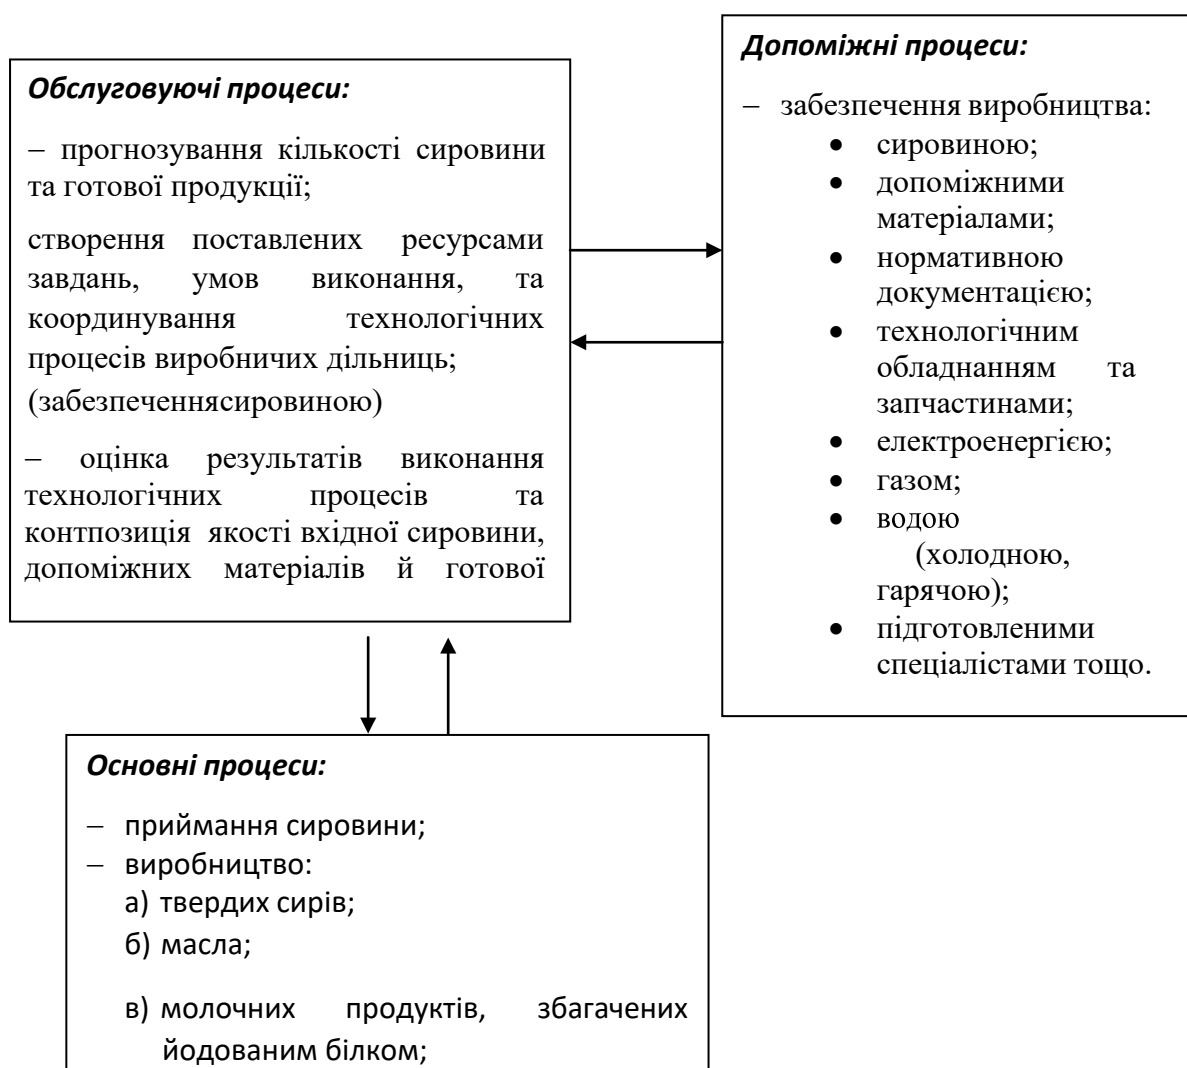 Обслуговуючі процеси:
– прогнозування кількості сировини
та готової продукції;
створення поставлених ресурсами
завдань, умов виконання, та
координування технологічних
процесів виробничих дільниць;
(забезпеченнясировиною)
– оцінка результатів виконання
технологічних процесів та
контпозиція якості вхідної сировини,
допоміжних матеріалів й готової
Допоміжні процеси:
– забезпечення виробництва:
• сировиною;
• допоміжними
матеріалами;
• нормативною
документацією;
• технологічним
обладнанням та
запчастинами;
• електроенергією;
• газом;
• водою
(холодною,
гарячою);
• підготовленими
спеціалістами тощо.
Основні процеси:
– приймання сировини;
– виробництво:
а) твердих сирів;
б) масла;
в) молочних продуктів, збагачених
йодованим білком;